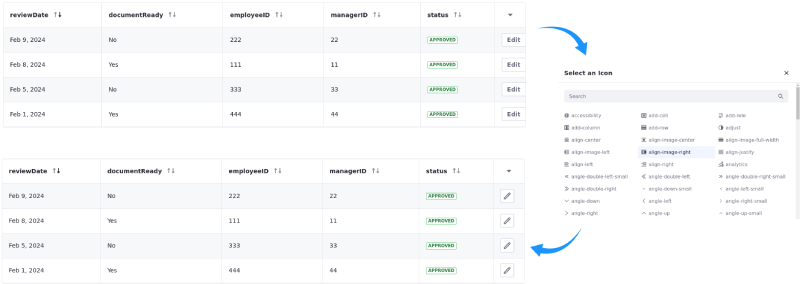 reviewDate documentReady employeeID managerID status
Feb 9, 2024 No 222 22 APPROVED Edit
Feb 8, 2024 Yes 111 11 APPROVED Edit
Feb 5, 2024 No 333 33 APPROVED Edit
Feb 1, 2024 Yes 444 44 APPROVED Edit
Select an Icon
Search
accessibility add-cell add-role
add-column add-row adjust
align-center align-image-center align-image-full-width
align-image-left align-image-right align-justify
align-left align-right analytics
angle-double-left-small angle-double-left angle-double-right-small
angle-double-right angle-down-small angle-left-small
angle-down angle-left angle-right-small
angle-right angle-up angle-up-small
reviewDate documentReady employeeID managerID status
Feb 9, 2024 No 222 22 APPROVED
Feb 8, 2024 Yes 111 11 APPROVED
Feb 5, 2024 No 333 33 APPROVED
Feb 1, 2024 Yes 444 44 APPROVED